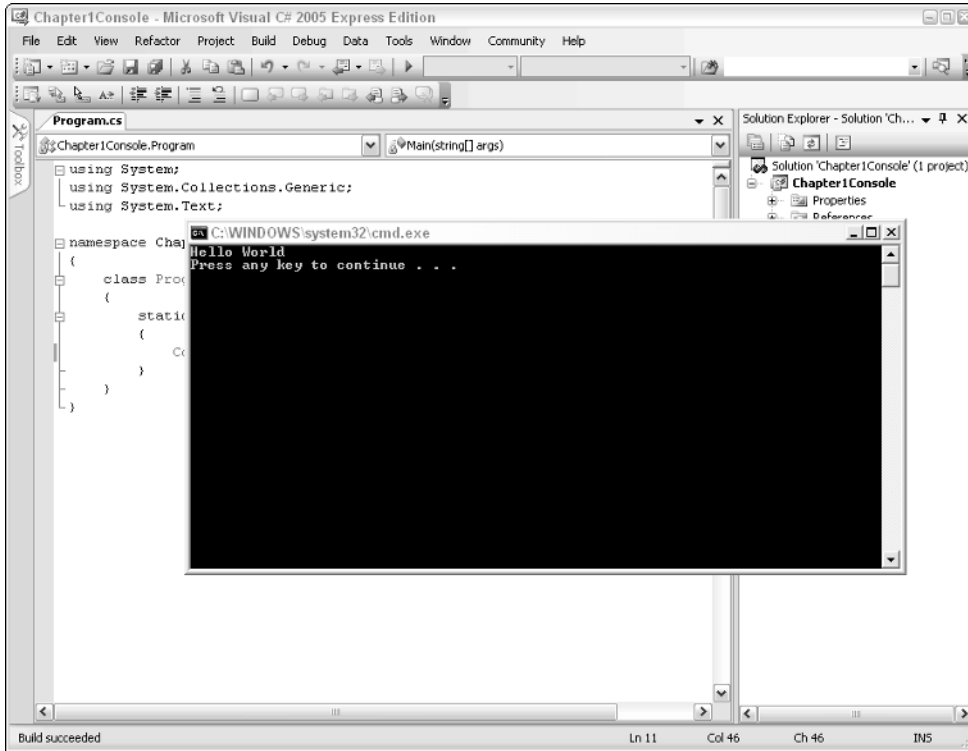 Chapter1Console - Microsoft Visual C# 2005 Express Edition
File Edit View Refactor Project Build Debug Data Tools Window Community Help
Program.cs
Solution Explorer - Solution 'Ch...
Toolbox
Chapter1Console.Program
Main(string[] args)
Solution 'Chapter1Console' (1 project)
Chapter1Console
Properties
References
using System;
using System.Collections.Generic;
using System.Text;
namespace Chap
{
class Prog
{
static
{
Co
}
}
}
C:\WINDOWS\system32\cmd.exe
Hello World
Press any key to continue . . .
Build succeeded Ln 11 Col 46 Ch 46 INS